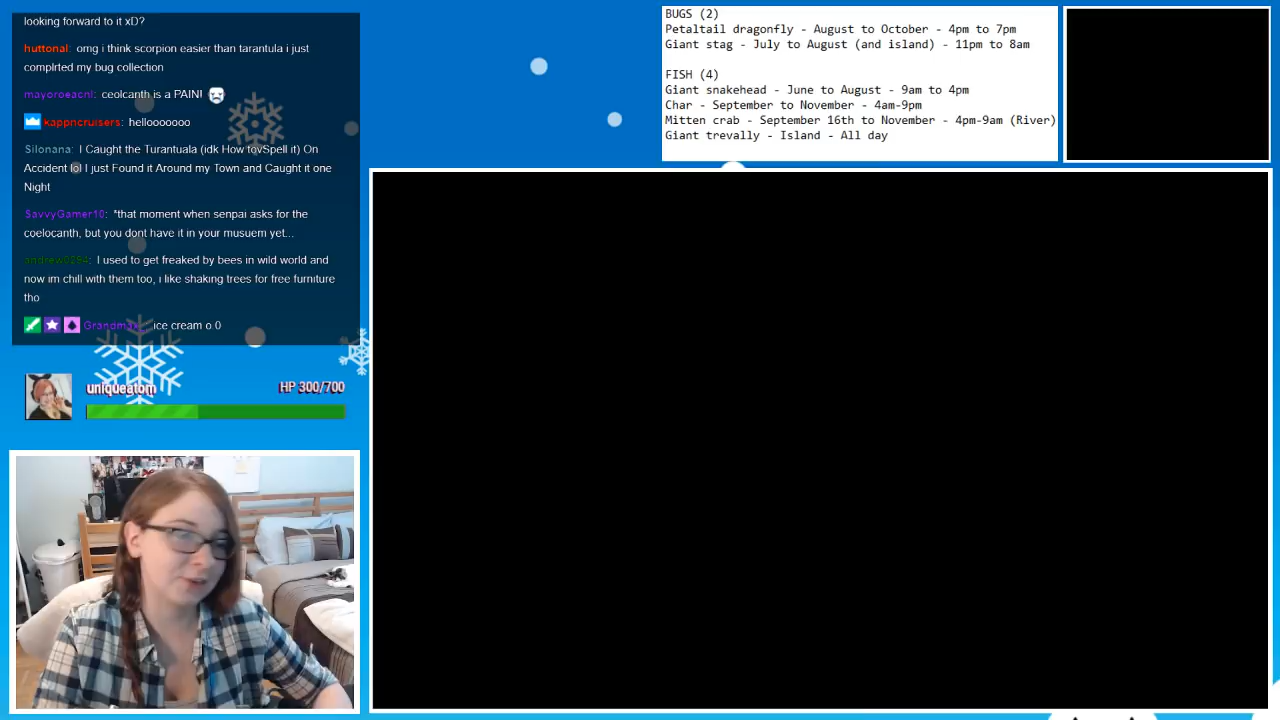 looking forward to it xD?
huttonal: omg i think scorpion easier than tarantula i just
complrted my bug collection
mayoroeacni: ceolcanth is a PAIN!
kappncruisers: hellooooooo
Silonana: I Caught the Turantuala (idk How tovSpell it) On
Accident lol I just Found it Around my Town and Caught it one
Night
SavvyGamer10: *that moment when senpai asks for the
coelocanth, but you dont have it in your musuem yet...
andrew0294: I used to get freaked by bees in wild world and
now im chill with them too, i like shaking trees for free furniture
tho
ice cream o.0
uniqueatom HP 300/700
BUGS (2)
Petaltail dragonfly - August to October - 4pm to 7pm
Giant stag - July to August (and island) - 11pm to 8am
FISH (4)
Giant snakehead - June to August - 9am to 4pm
Char - September to November - 4am-9pm
Mitten crab - September 16th to November - 4pm-9am (River)
Giant trevally - Island - All day